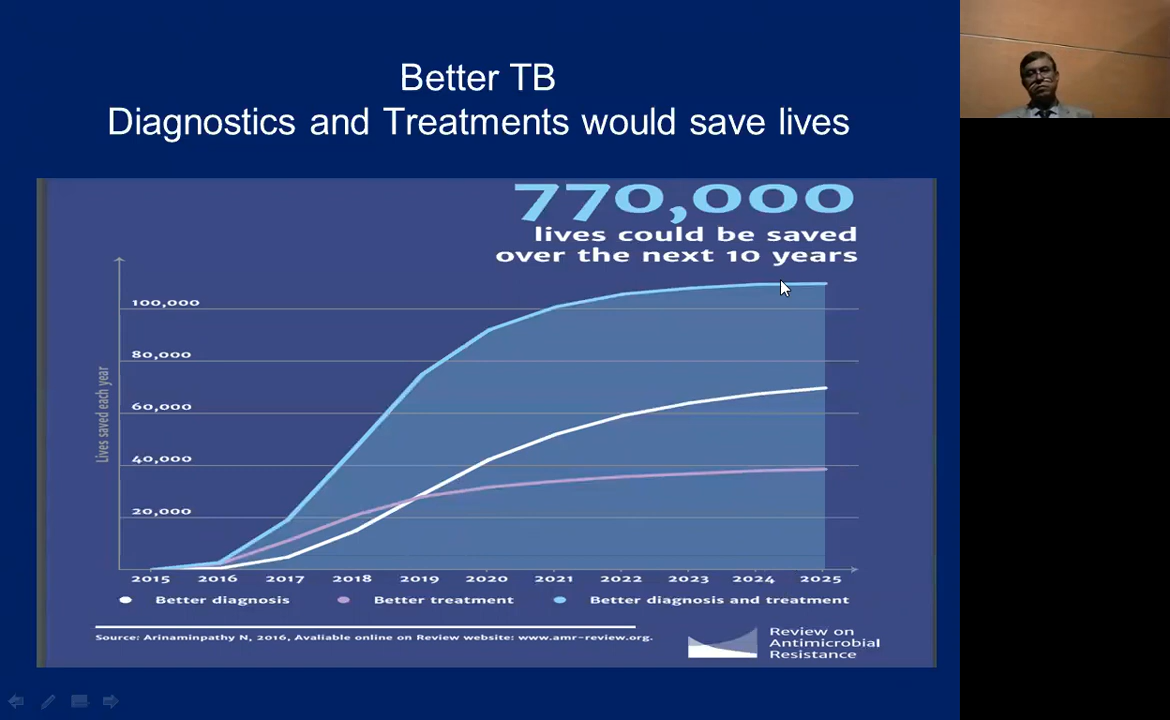 Better TB
Diagnostics and Treatments would save lives
770,000
lives could be saved
over the next 10 years
100,000
80,000
60,000
40,000
20,000
Lives saved each year
2015 2016 2017 2018 2019 2020 2021 2022 2023 2024 2025
Better diagnosis Better treatment Better diagnosis and treatment
Source: Arinaminpathy N, 2016, Avaliable online on Review website: www.amr-review.org.
Review on
Antimicrobial
Resistance